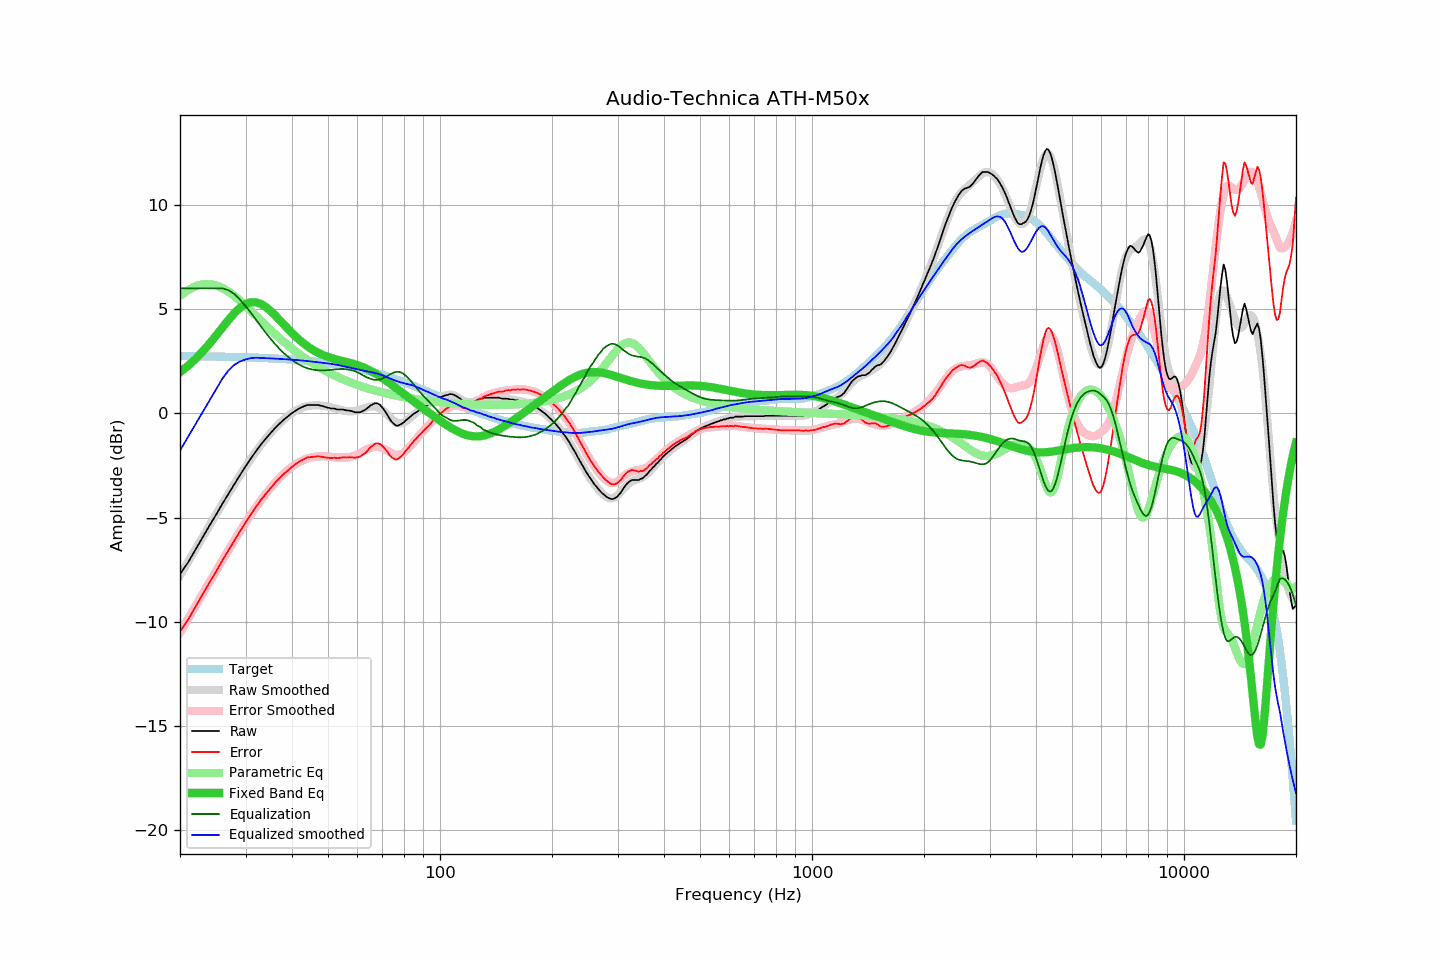 Audio-Technica ATH-M50x
Amplitude (dBr)
10
5
0
−5
−10
−15
−20
Target
Raw Smoothed
Error Smoothed
Raw
Error
Parametric Eq
Fixed Band Eq
Equalization
Equalized smoothed
100
1000
10000
Frequency (Hz)